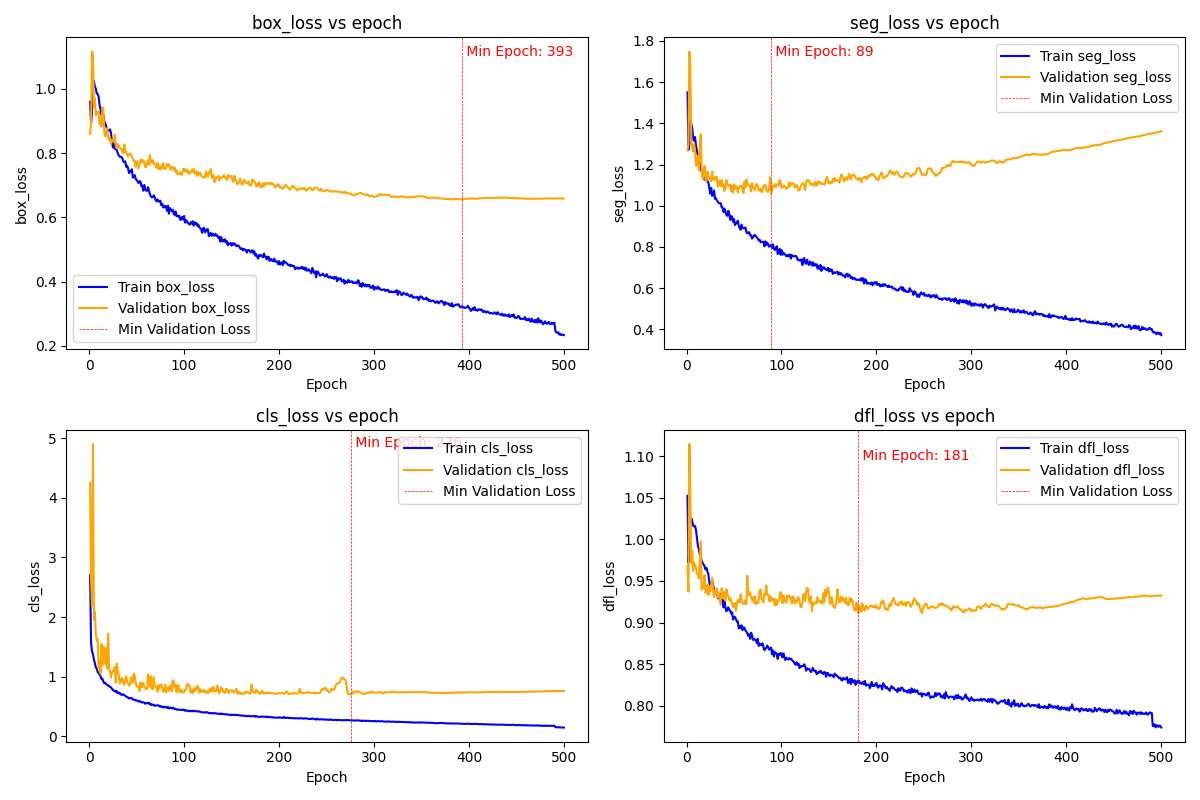 box_loss vs epoch
Min Epoch: 393
box_loss
1.0
0.8
0.6
0.4
0.2
Train box_loss
Validation box_loss
Min Validation Loss
0 100 200 300 400 500
Epoch
seg_loss vs epoch
Min Epoch: 89
seg_loss
1.8
1.6
1.4
1.2
1.0
0.8
0.6
0.4
Train seg_loss
Validation seg_loss
Min Validation Loss
0 100 200 300 400 500
Epoch
cls_loss vs epoch
Min Epoch: 276
cls_loss
5
4
3
2
1
0
Train cls_loss
Validation cls_loss
Min Validation Loss
0 100 200 300 400 500
Epoch
dfl_loss vs epoch
Min Epoch: 181
dfl_loss
1.10
1.05
1.00
0.95
0.90
0.85
0.80
Train dfl_loss
Validation dfl_loss
Min Validation Loss
0 100 200 300 400 500
Epoch